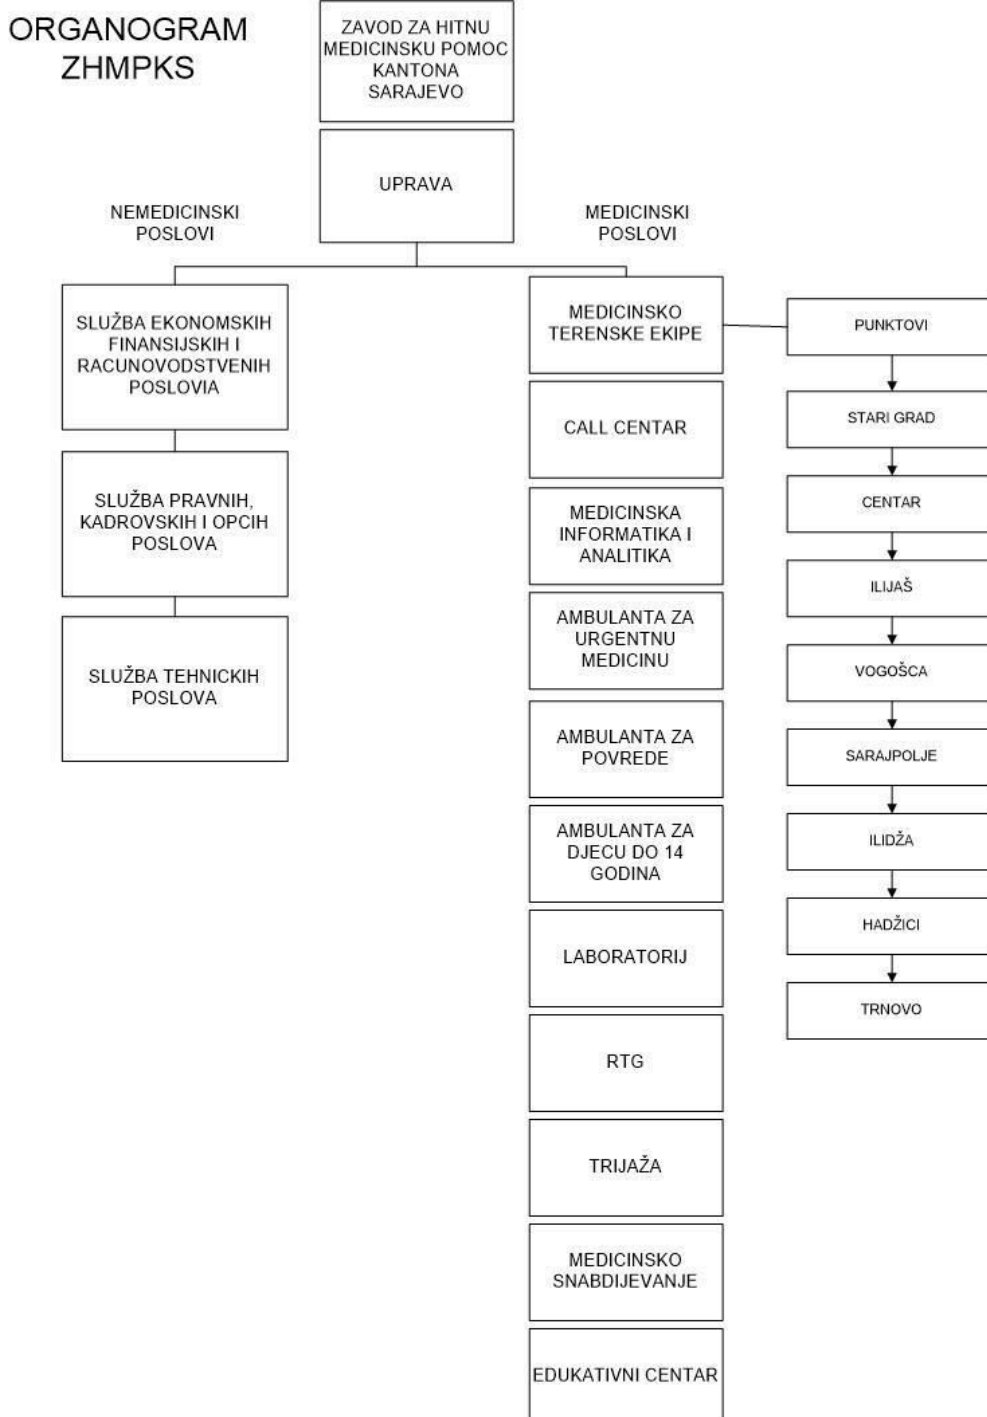 ORGANOGRAM
ZHMPKS
ZAVOD ZA HITNU
MEDICINSKU POMOC
KANTONA
SARAJEVO
UPRAVA
NEMEDICINSKI
POSLOVI
MEDICINSKI
POSLOVI
SLUŽBA EKONOMSKIH
FINANSIJSKIH I
RACUNOVODSTVENIH
POSLOVIA
SLUŽBA PRAVNIH,
KADROVSKIH I OPCIH
POSLOVA
SLUŽBA TEHNICKIH
POSLOVA
MEDICINSKO
TERENSKE EKIPE
CALL CENTAR
MEDICINSKA
INFORMATIKA I
ANALITIKA
AMBULANTA ZA
URGENTNU
MEDICINU
AMBULANTA ZA
POVREDE
AMBULANTA ZA
DJECU DO 14
GODINA
LABORATORIJ
RTG
TRIJAŽA
MEDICINSKO
SNABDIJEVANJE
EDUKATIVNI CENTAR
PUNKTOVI
STARI GRAD
CENTAR
ILIJAŠ
VOGOŠCA
SARAJPOLJE
ILIDŽA
HADŽICI
TRNOVO